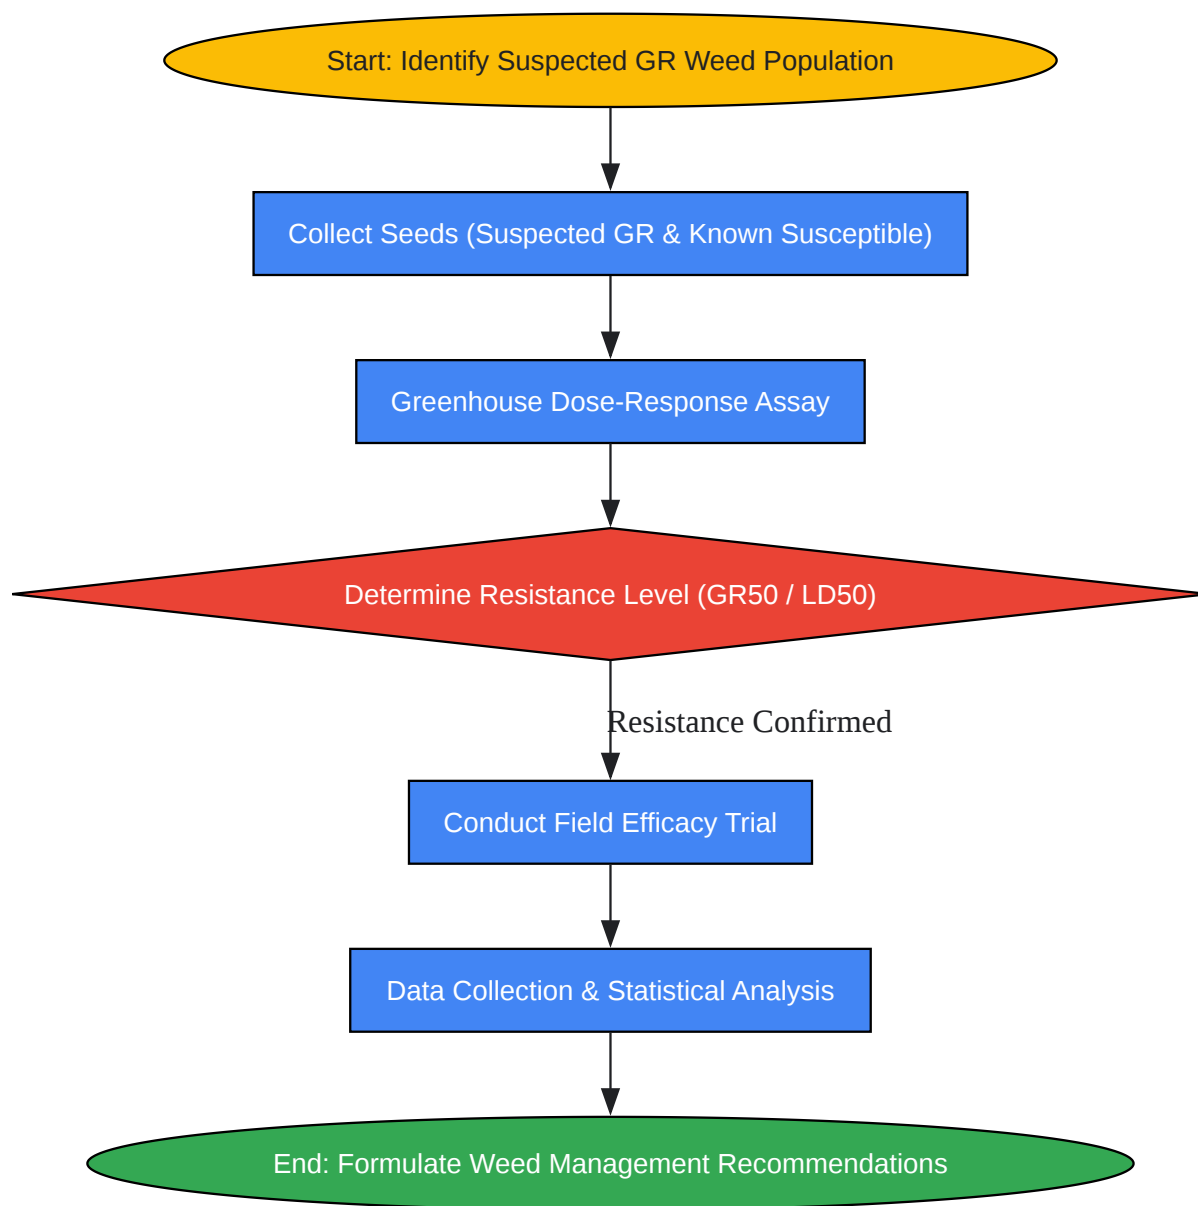 Start: Identify Suspected GR Weed Population
Collect Seeds (Suspected GR & Known Susceptible)
Greenhouse Dose-Response Assay
Determine Resistance Level (GR50 / LD50)
Resistance Confirmed
Conduct Field Efficacy Trial
Data Collection & Statistical Analysis
End: Formulate Weed Management Recommendations